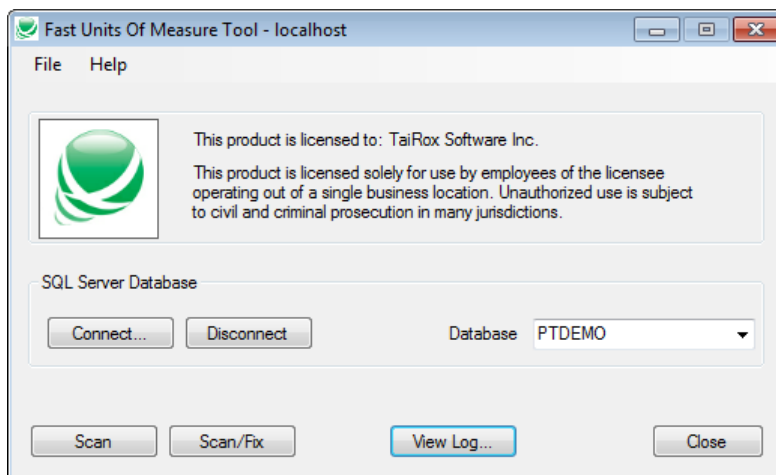 Fast Units Of Measure Tool - localhost
File Help
This product is licensed to: TaiRox Software Inc.
This product is licensed solely for use by employees of the licensee
operating out of a single business location. Unauthorized use is subject
to civil and criminal prosecution in many jurisdictions.
SQL Server Database
Connect... Disconnect Database PTDEMO
Scan Scan/Fix View Log... Close